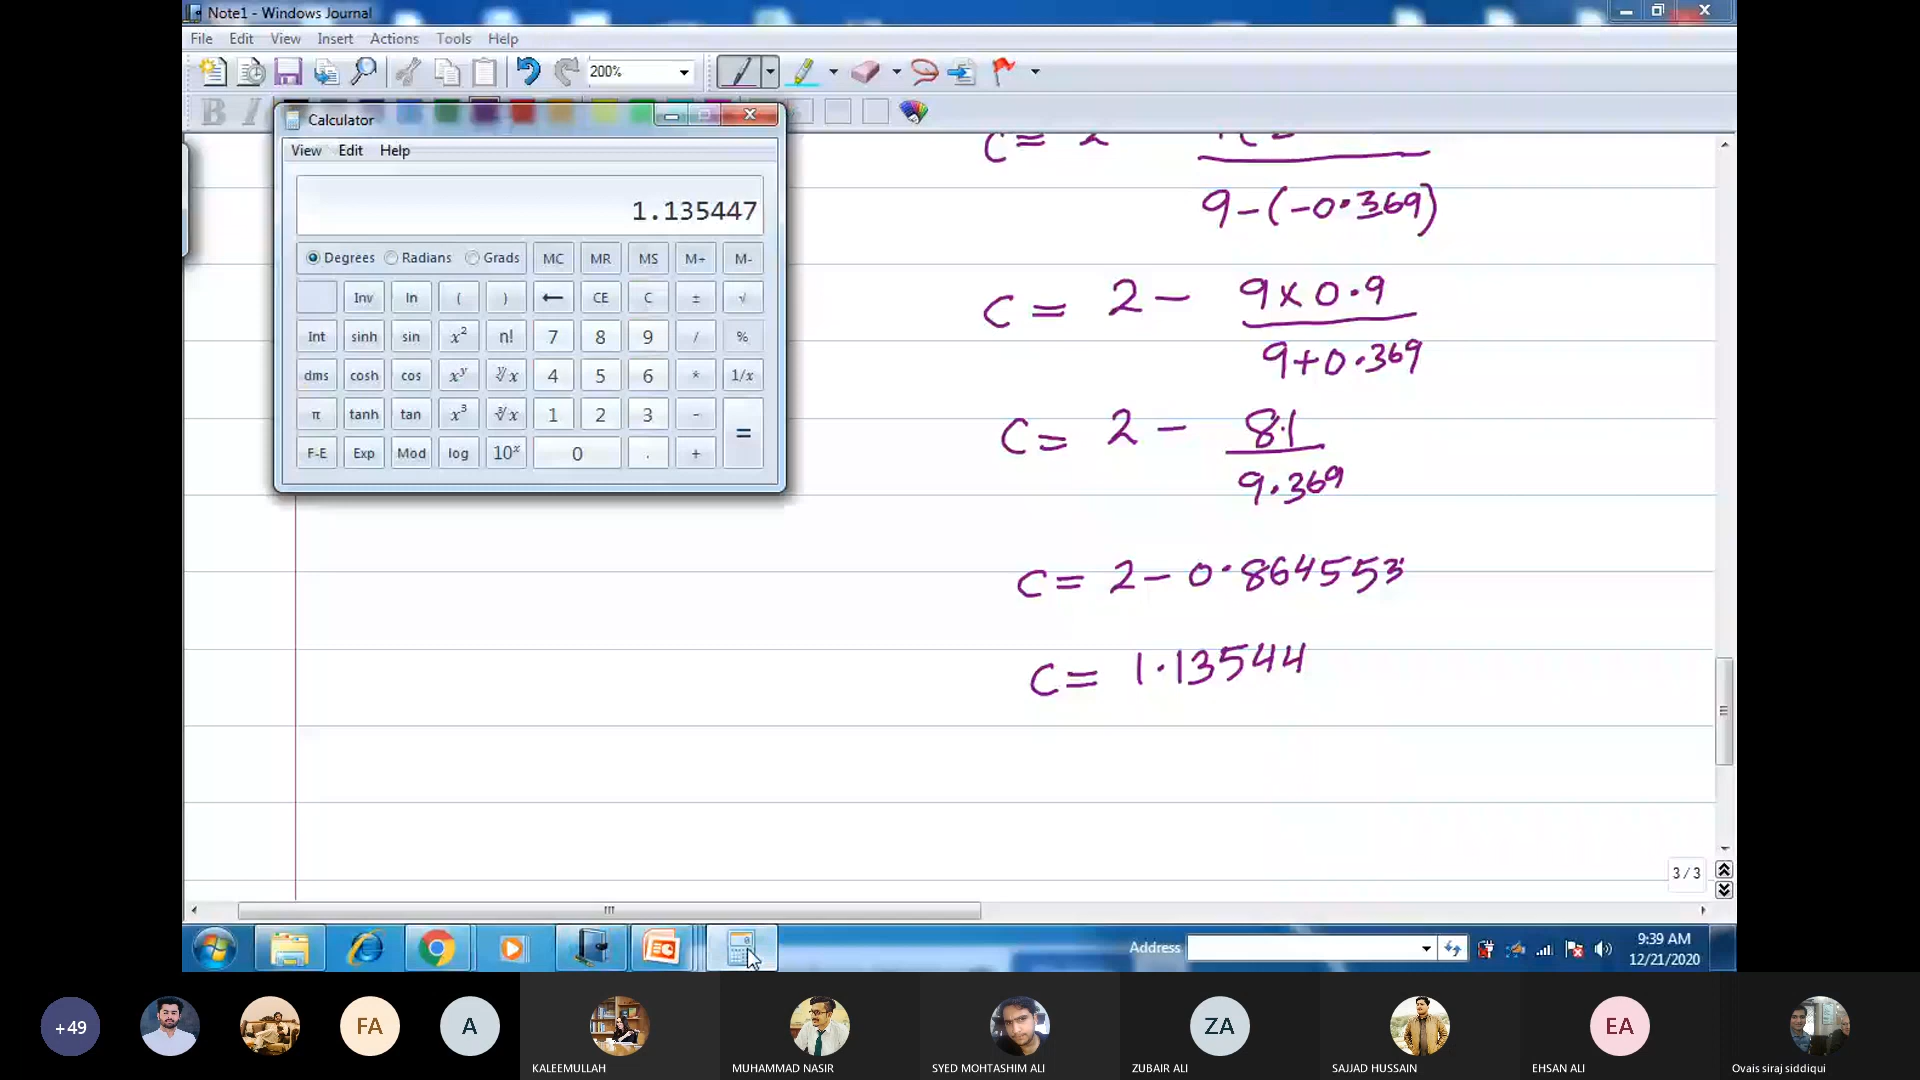 Note1 - Windows Journal
File Edit View Insert Actions Tools Help
200%
B I
Calculator
View Edit Help
1.135447
Degrees Radians Grads MC MR MS M+ M-
Inv ln ( ) ← CE C ± √
Int sinh sin x² n! 7 8 9 / %
dms cosh cos xʸ ʸ√x 4 5 6 * 1/x
π tanh tan x³ ³√x 1 2 3 - =
F-E Exp Mod log 10ˣ 0 . +
C =
9-(-0.369)
C = 2 - 9×0.9
9+0.369
C = 2 - 8.1
9.369
C = 2 - 0.864553
C = 1.13544
3 / 3
Address
9:39 AM
12/21/2020
+49 FA A ZA EA
KALEEMULLAH MUHAMMAD NASIR SYED MOHTASHIM ALI ZUBAIR ALI SAJJAD HUSSAIN EHSAN ALI Ovais siraj siddiqui